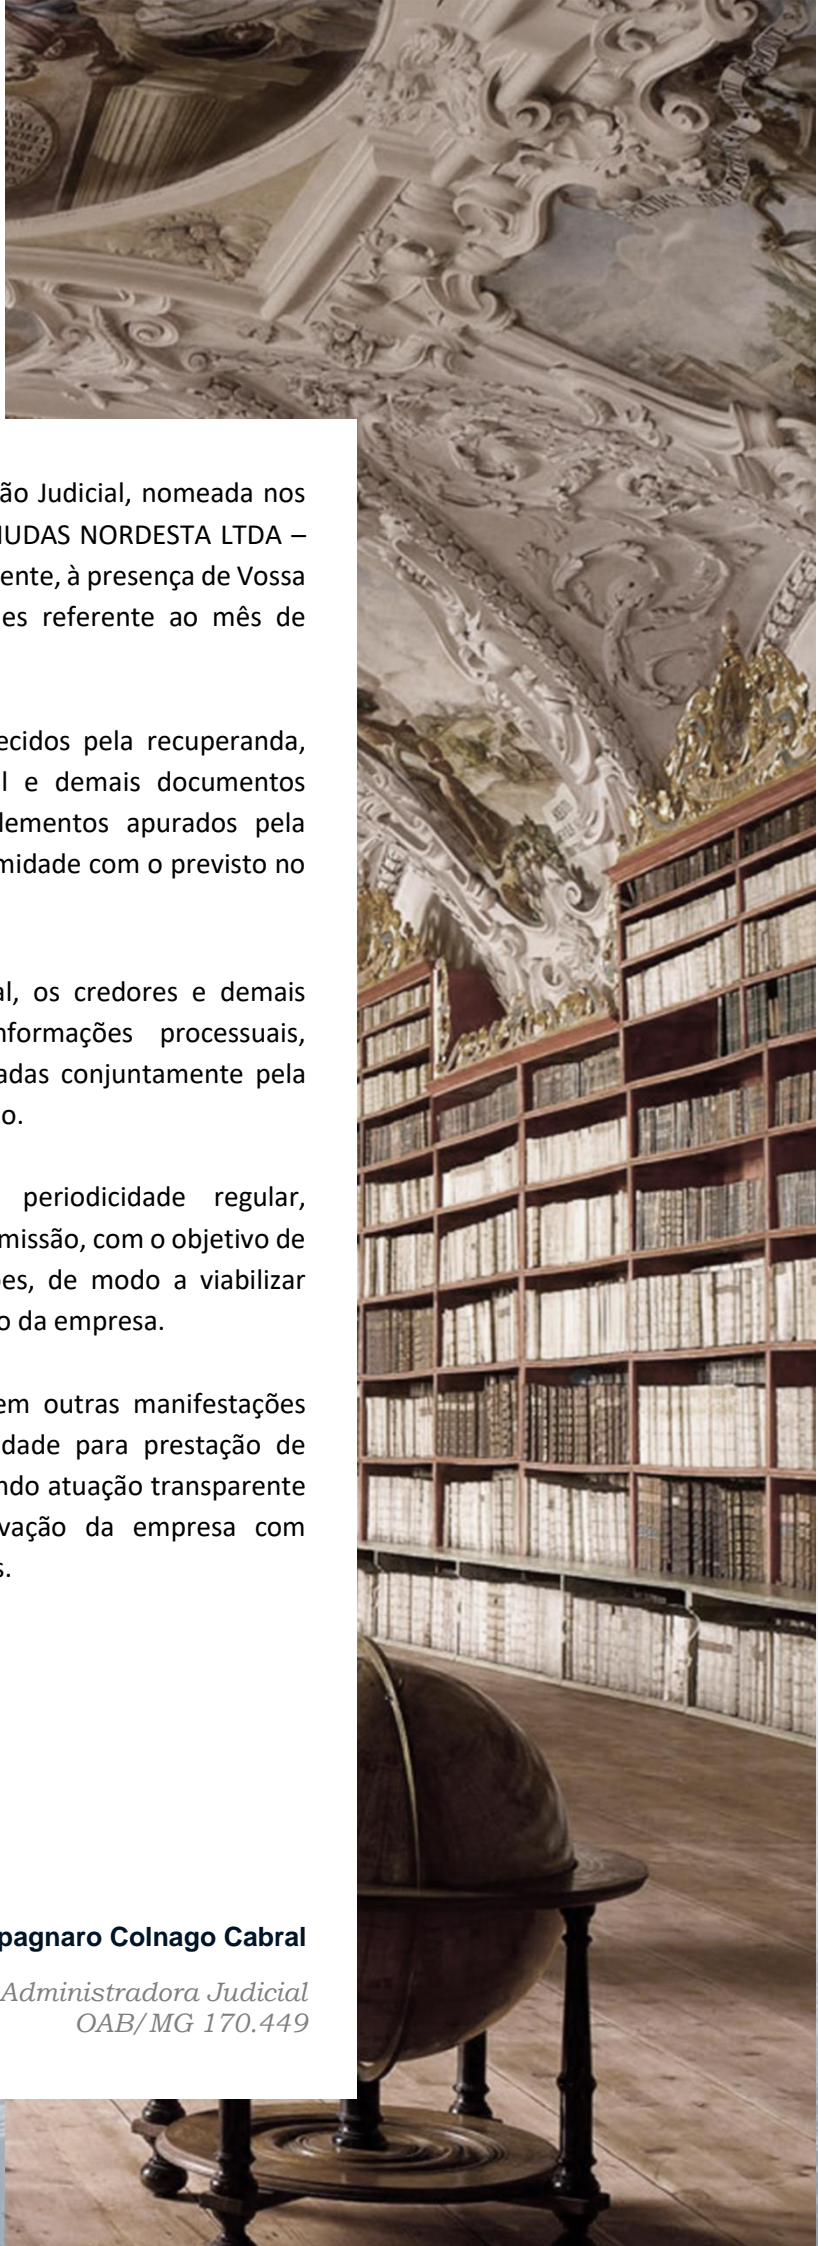 ão Judicial, nomeada nos
UDAS NORDESTA LTDA –
ente, à presença de Vossa
es referente ao mês de
ecidos pela recuperanda,
l e demais documentos
lementos apurados pela
midade com o previsto no
al, os credores e demais
nformações processuais,
adas conjuntamente pela
o.
periodicidade regular,
missão, com o objetivo de
es, de modo a viabilizar
o da empresa.
em outras manifestações
dade para prestação de
ndo atuação transparente
vação da empresa com
s.
pagnaro Colnago Cabral
Administradora Judicial
OAB/MG 170.449